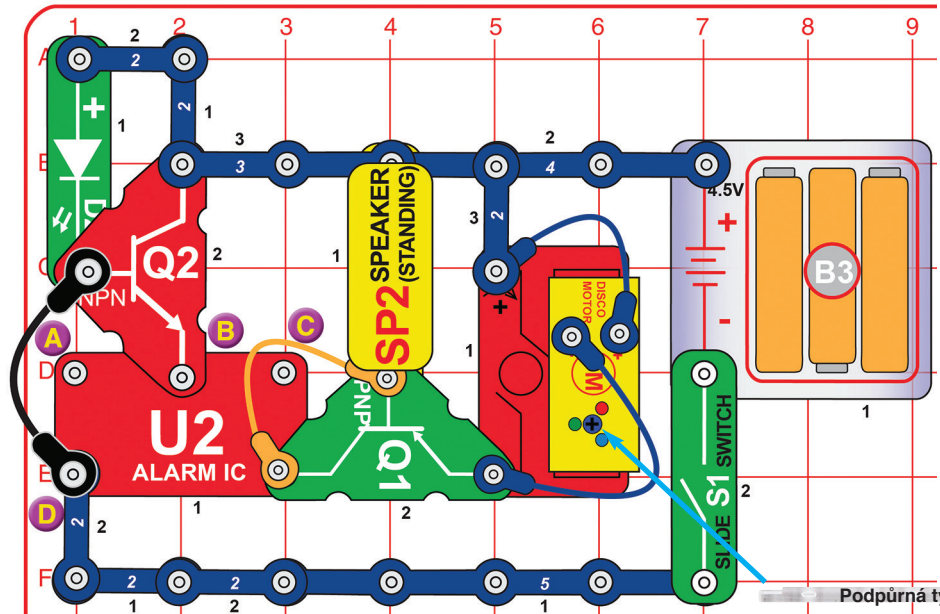 1 2 3 4 5 6 7 8 9
A
2
2
2
1
1
+
D
B
3
3
2
4
3
2
4.5V
+
-
B3
1
Q2
NPN
2
1
SP2 SPEAKER (STANDING)
C
+
DISCO MOTOR
+
M
1
A
B
C
D
U2
ALARM IC
1
PNP
Q1
2
E
D
2
2
SLIDE SWITCH
S1
2
F
2
2
5
1
2
1
Podpůrná